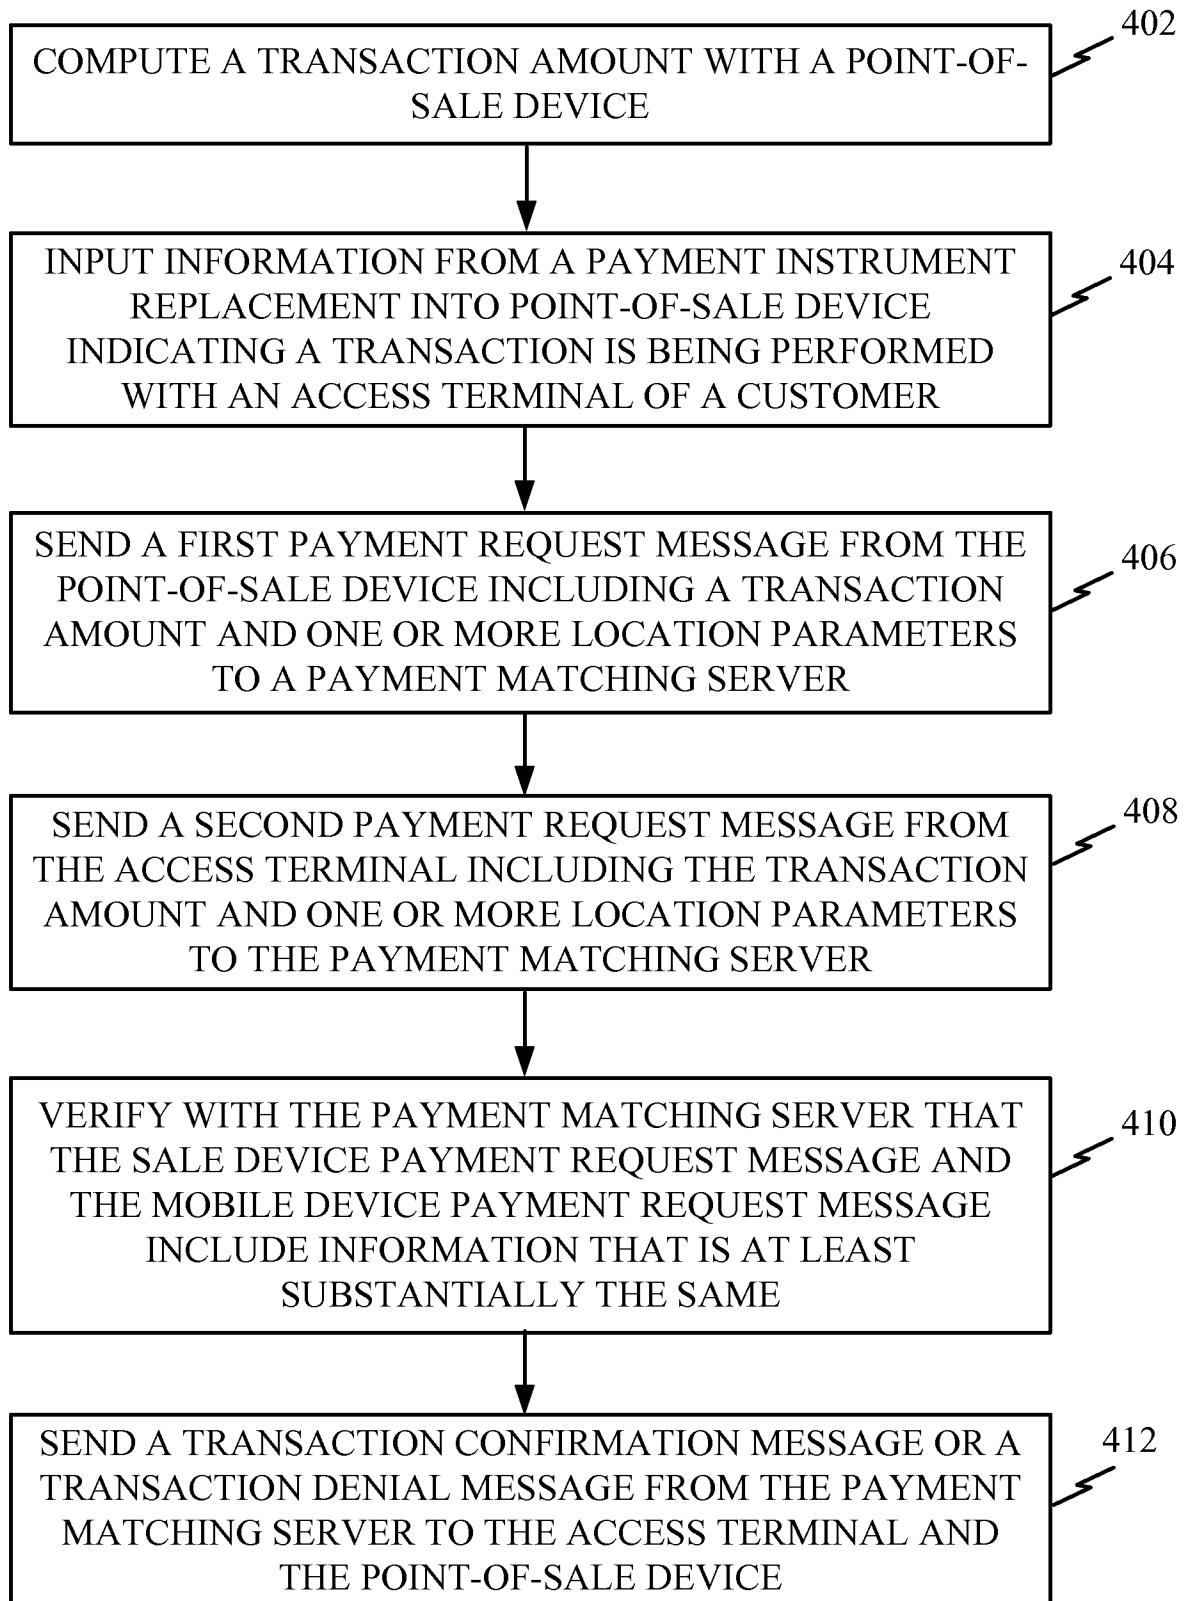 402
COMPUTE A TRANSACTION AMOUNT WITH A POINT-OF-
SALE DEVICE
404
INPUT INFORMATION FROM A PAYMENT INSTRUMENT
REPLACEMENT INTO POINT-OF-SALE DEVICE
INDICATING A TRANSACTION IS BEING PERFORMED
WITH AN ACCESS TERMINAL OF A CUSTOMER
406
SEND A FIRST PAYMENT REQUEST MESSAGE FROM THE
POINT-OF-SALE DEVICE INCLUDING A TRANSACTION
AMOUNT AND ONE OR MORE LOCATION PARAMETERS
TO A PAYMENT MATCHING SERVER
408
SEND A SECOND PAYMENT REQUEST MESSAGE FROM
THE ACCESS TERMINAL INCLUDING THE TRANSACTION
AMOUNT AND ONE OR MORE LOCATION PARAMETERS
TO THE PAYMENT MATCHING SERVER
410
VERIFY WITH THE PAYMENT MATCHING SERVER THAT
THE SALE DEVICE PAYMENT REQUEST MESSAGE AND
THE MOBILE DEVICE PAYMENT REQUEST MESSAGE
INCLUDE INFORMATION THAT IS AT LEAST
SUBSTANTIALLY THE SAME
412
SEND A TRANSACTION CONFIRMATION MESSAGE OR A
TRANSACTION DENIAL MESSAGE FROM THE PAYMENT
MATCHING SERVER TO THE ACCESS TERMINAL AND
THE POINT-OF-SALE DEVICE